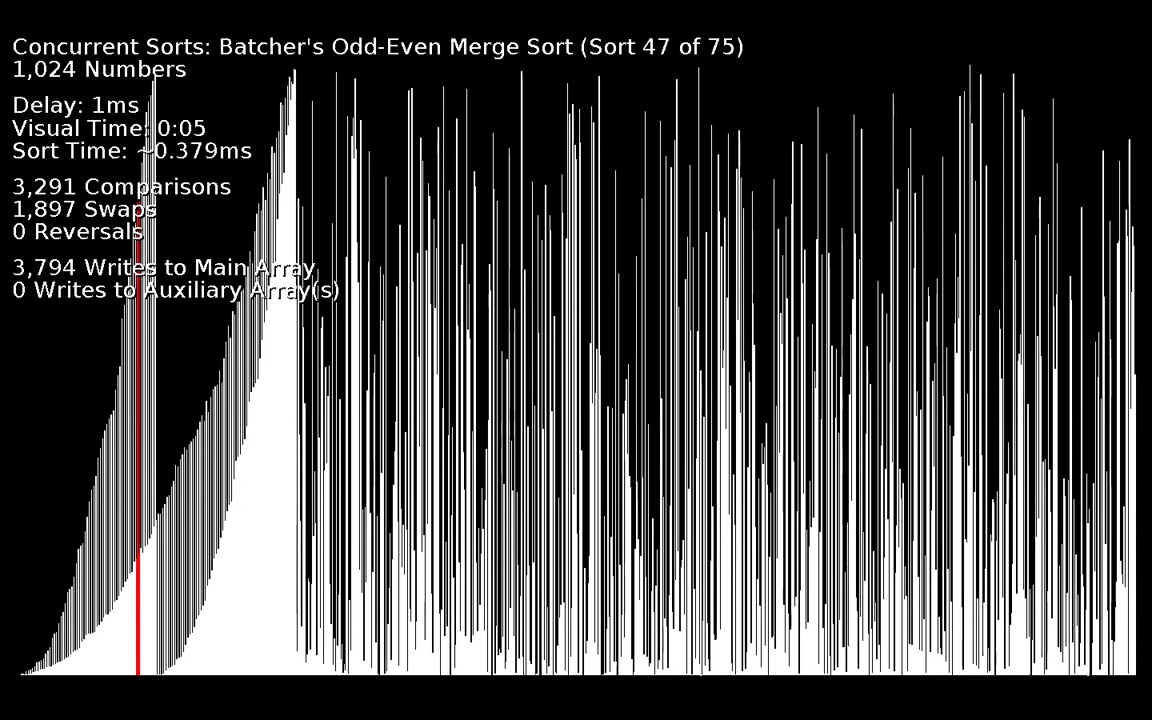 Concurrent Sorts: Batcher's Odd-Even Merge Sort (Sort 47 of 75)
1,024 Numbers
Delay: 1ms
Visual Time: 0:05
Sort Time: ~0.379ms
3,291 Comparisons
1,897 Swaps
0 Reversals
3,794 Writes to Main Array
0 Writes to Auxiliary Array(s)